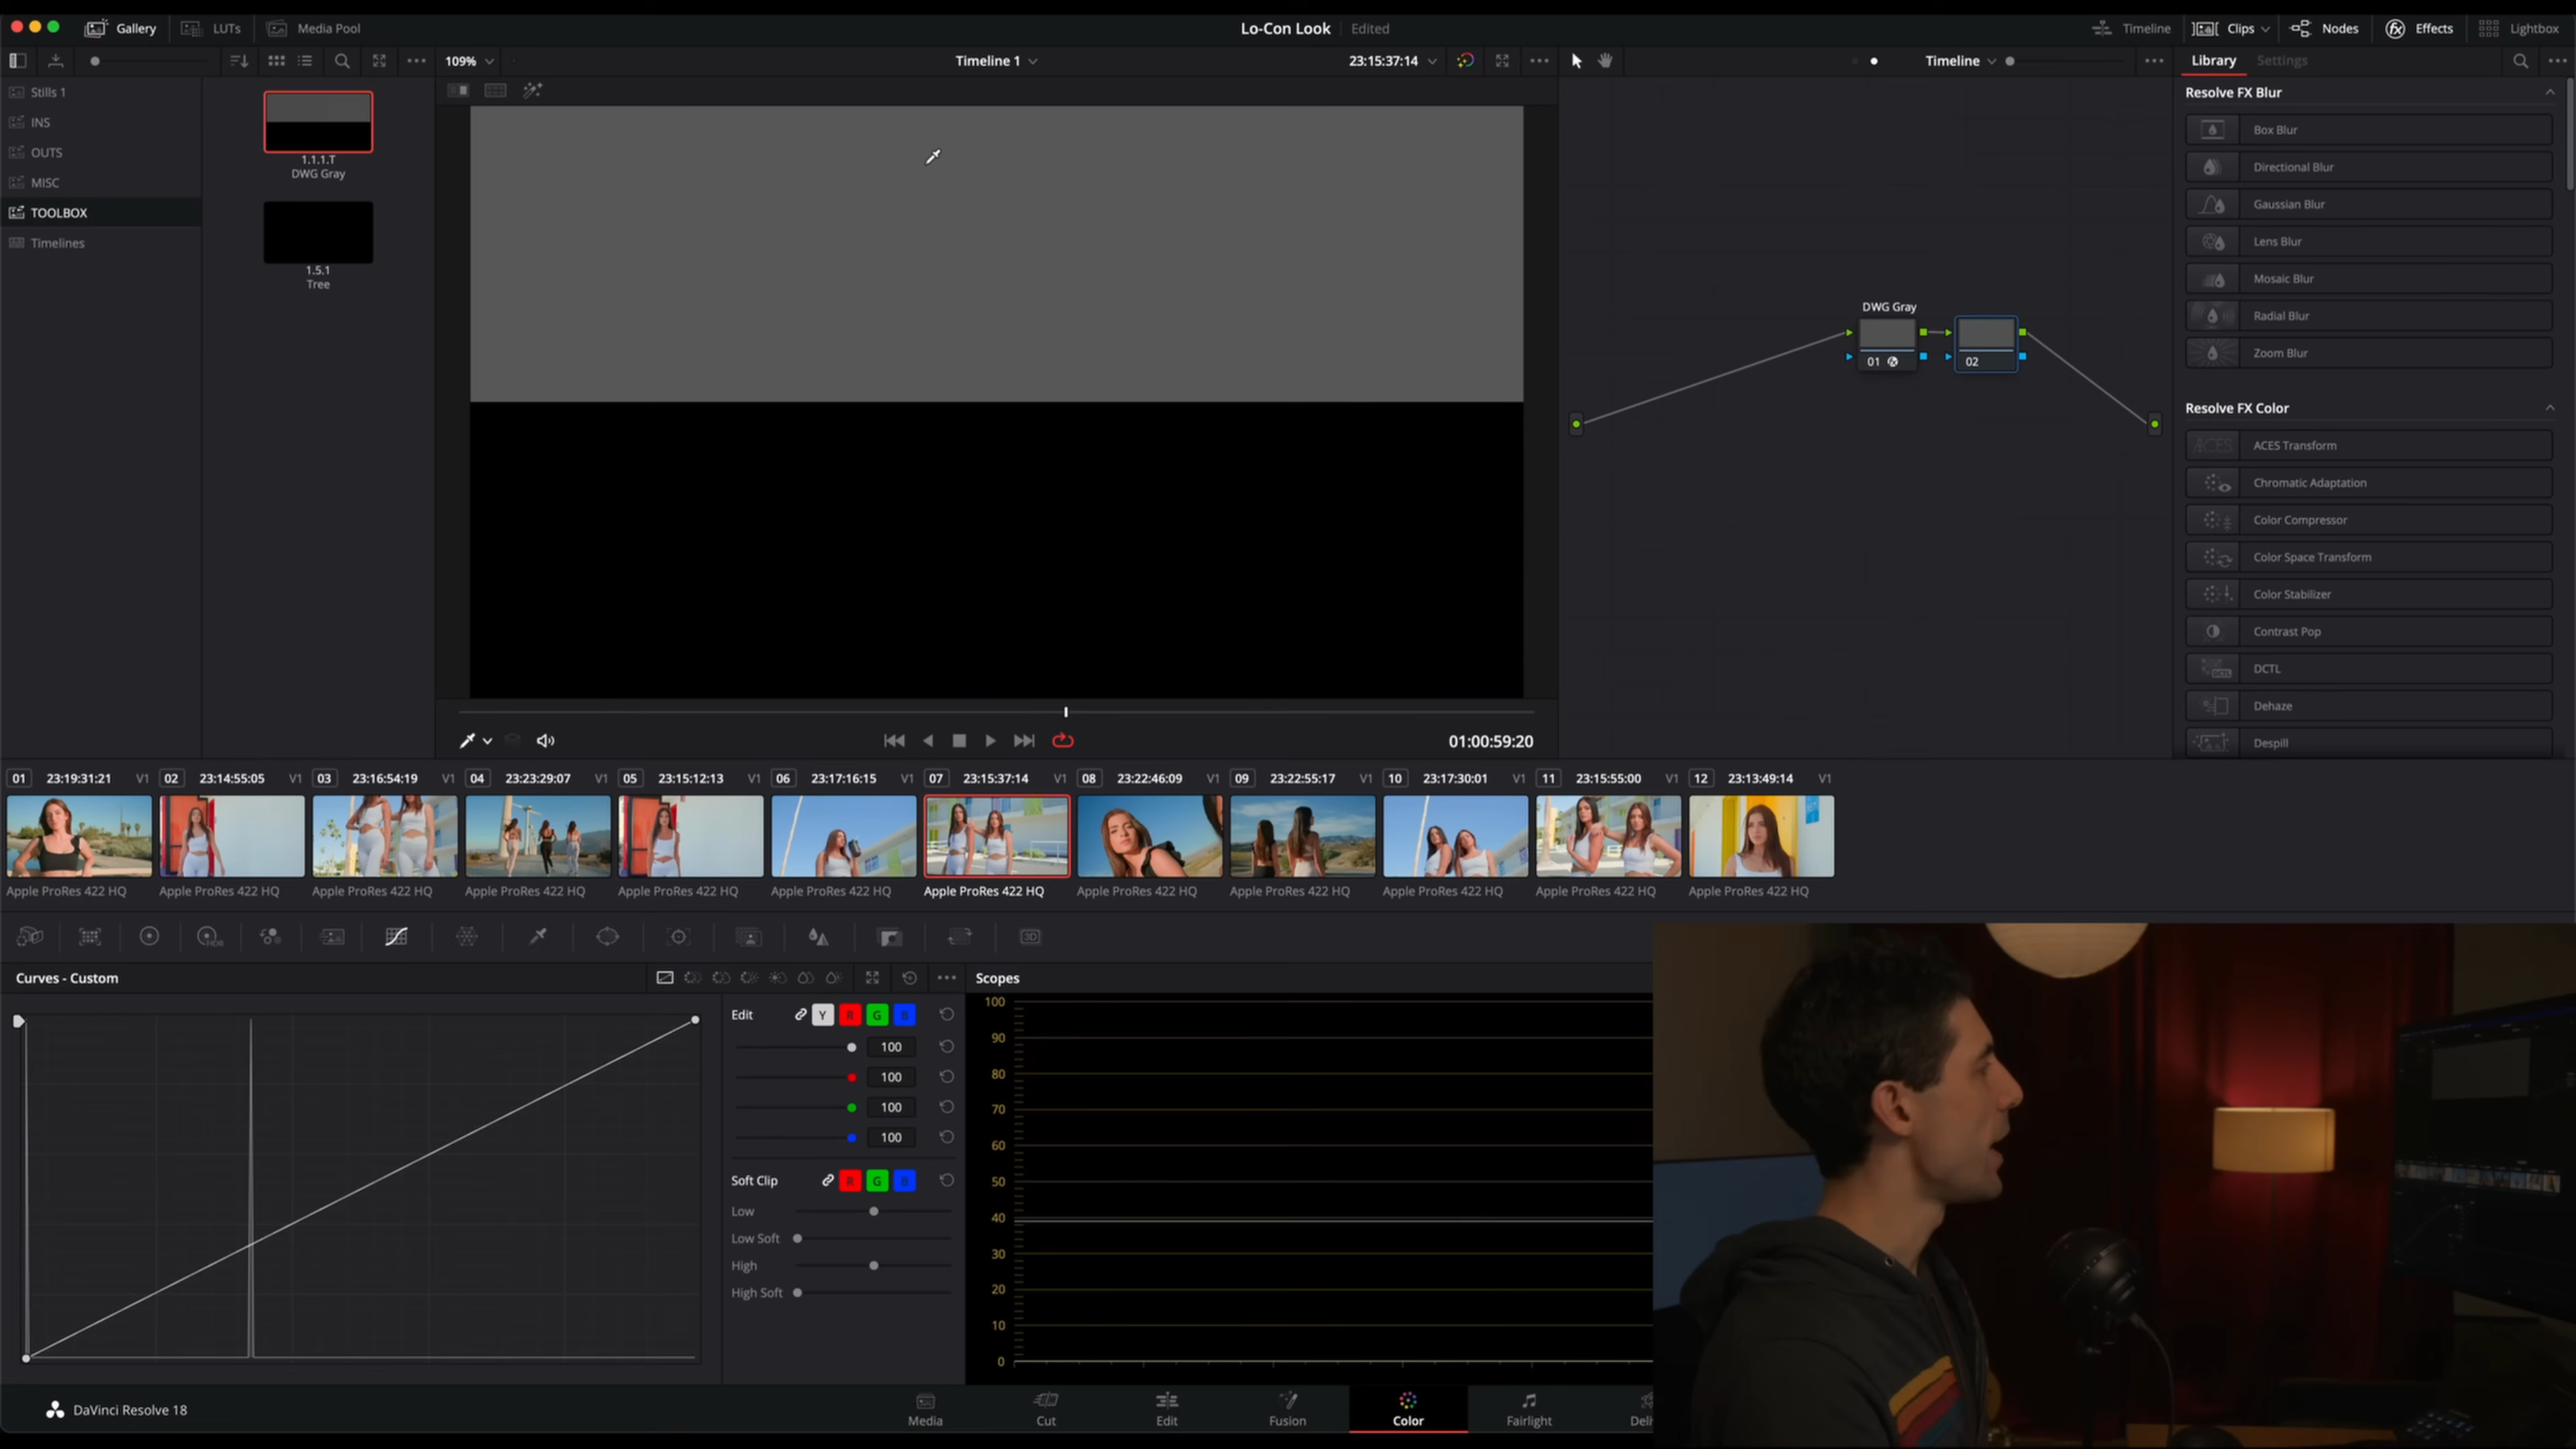 Gallery
LUTs
Media Pool
Lo-Con Look
Edited
Timeline
Clips
Nodes
Effects
Lightbox
109%
Timeline 1
23:15:37:14
Timeline
Library
Settings
Stills 1
INS
OUTS
MISC
TOOLBOX
Timelines
1.1.1.T
DWG Gray
1.5.1
Tree
DWG Gray
01
02
Resolve FX Blur
Box Blur
Directional Blur
Gaussian Blur
Lens Blur
Mosaic Blur
Radial Blur
Zoom Blur
Resolve FX Color
ACES Transform
Chromatic Adaptation
Color Compressor
Color Space Transform
Color Stabilizer
Contrast Pop
DCTL
Dehaze
Despill
01:00:59:20
01 23:19:31:21 V1
02 23:14:55:05 V1
03 23:16:54:19 V1
04 23:23:29:07 V1
05 23:15:12:13 V1
06 23:17:16:15 V1
07 23:15:37:14 V1
08 23:22:46:09 V1
09 23:22:55:17 V1
10 23:17:30:01 V1
11 23:15:55:00 V1
12 23:13:49:14 V1
Apple ProRes 422 HQ
Apple ProRes 422 HQ
Apple ProRes 422 HQ
Apple ProRes 422 HQ
Apple ProRes 422 HQ
Apple ProRes 422 HQ
Apple ProRes 422 HQ
Apple ProRes 422 HQ
Apple ProRes 422 HQ
Apple ProRes 422 HQ
Apple ProRes 422 HQ
Apple ProRes 422 HQ
HDR
3D
Curves - Custom
Edit
Y R G B
100
100
100
100
Soft Clip
R G B
Low
Low Soft
High
High Soft
Scopes
100
90
80
70
60
50
40
30
20
10
0
DaVinci Resolve 18
Media
Cut
Edit
Fusion
Color
Fairlight
Deli